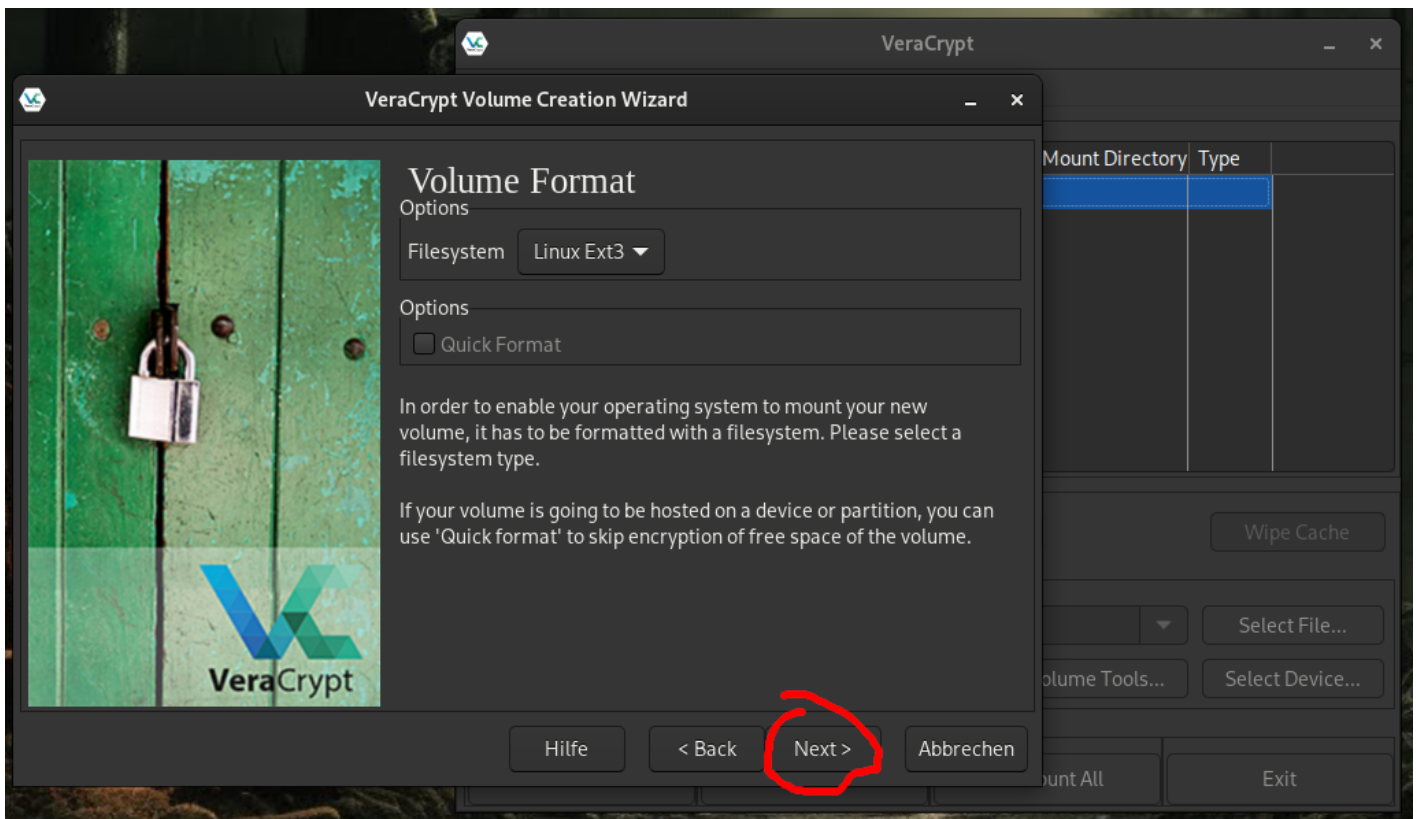 VeraCrypt
VeraCrypt Volume Creation Wizard
Mount Directory
Type
Volume Format
Options
Filesystem
Linux Ext3
Options
Quick Format
In order to enable your operating system to mount your new
volume, it has to be formatted with a filesystem. Please select a
filesystem type.
If your volume is going to be hosted on a device or partition, you can
use 'Quick format' to skip encryption of free space of the volume.
Wipe Cache
Select File...
VeraCrypt
olume Tools...
Select Device...
Hilfe
< Back
Next >
Abbrechen
ount All
Exit